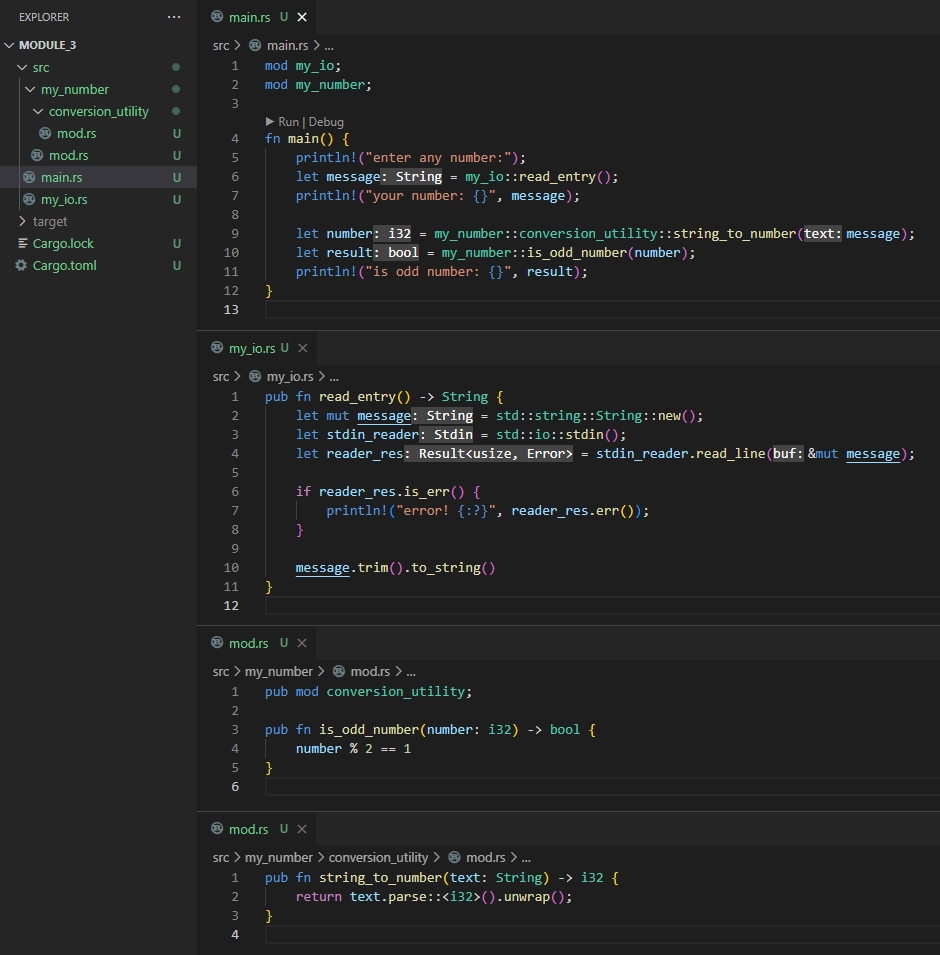 EXPLORER ...
MODULE_3
src
my_number U
conversion_utility
mod.rs U
mod.rs U
main.rs U
my_io.rs U
target
Cargo.lock U
Cargo.toml U
main.rs U
src > main.rs > ...
1 mod my_io;
2 mod my_number;
3
Run | Debug
4 fn main() {
5 println!("enter any number:");
6 let message: String = my_io::read_entry();
7 println!("your number: {}", message);
8
9 let number: i32 = my_number::conversion_utility::string_to_number(text: message);
10 let result: bool = my_number::is_odd_number(number);
11 println!("is odd number: {}", result);
12 }
13
my_io.rs U
src > my_io.rs > ...
1 pub fn read_entry() -> String {
2 let mut message: String = std::string::String::new();
3 let stdin_reader: Stdin = std::io::stdin();
4 let reader_res: Result<usize, Error> = stdin_reader.read_line(buf: &mut message);
5
6 if reader_res.is_err() {
7 println!("error! {:?}", reader_res.err());
8 }
9
10 message.trim().to_string()
11 }
12
mod.rs U
src > my_number > mod.rs > ...
1 pub mod conversion_utility;
2
3 pub fn is_odd_number(number: i32) -> bool {
4 number % 2 == 1
5 }
6
mod.rs U
src > my_number > conversion_utility > mod.rs > ...
1 pub fn string_to_number(text: String) -> i32 {
2 return text.parse::<i32>().unwrap();
3 }
4